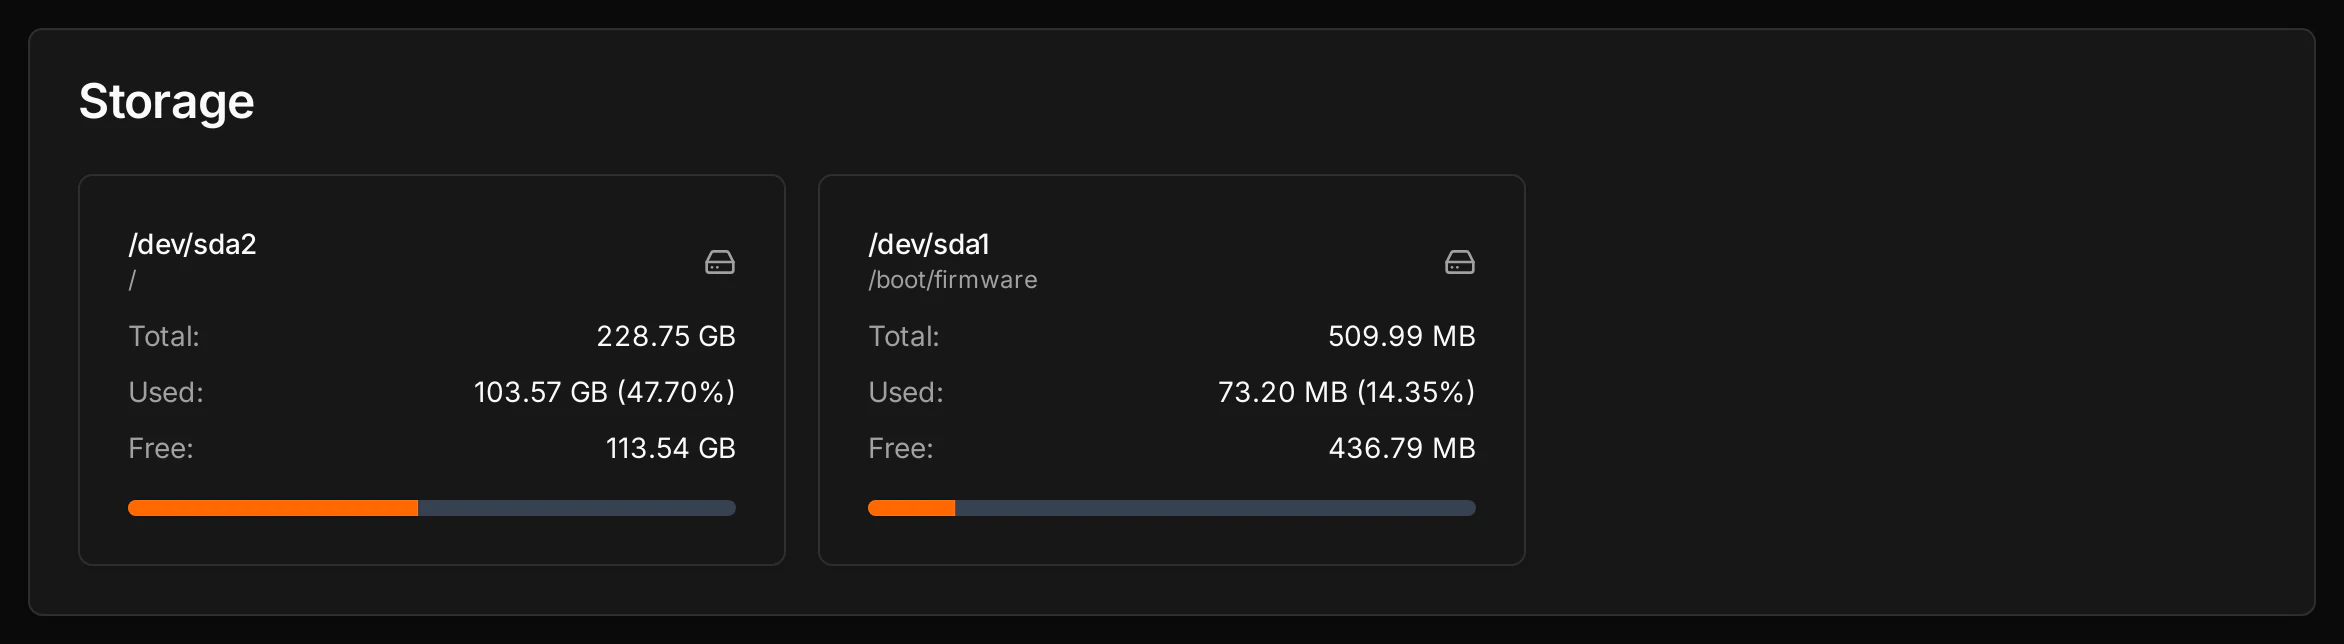 Storage
/dev/sda2
/
Total: 228.75 GB
Used: 103.57 GB (47.70%)
Free: 113.54 GB
/dev/sda1
/boot/firmware
Total: 509.99 MB
Used: 73.20 MB (14.35%)
Free: 436.79 MB